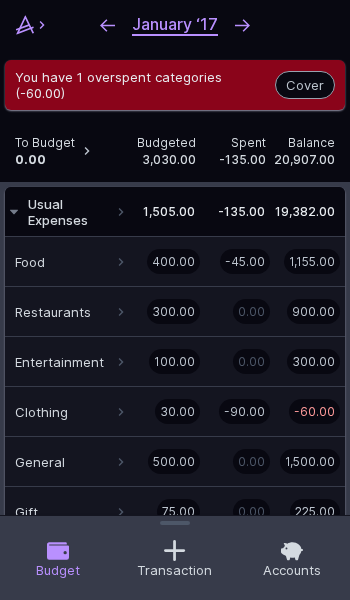 January ‘17
You have 1 overspent categories
(-60.00)
Cover
To Budget Budgeted Spent Balance
0.00 3,030.00 -135.00 20,907.00
Usual
Expenses 1,505.00 -135.00 19,382.00
Food 400.00 -45.00 1,155.00
Restaurants 300.00 0.00 900.00
Entertainment 100.00 0.00 300.00
Clothing 30.00 -90.00 -60.00
General 500.00 0.00 1,500.00
Gift 75.00 0.00 225.00
Budget Transaction Accounts